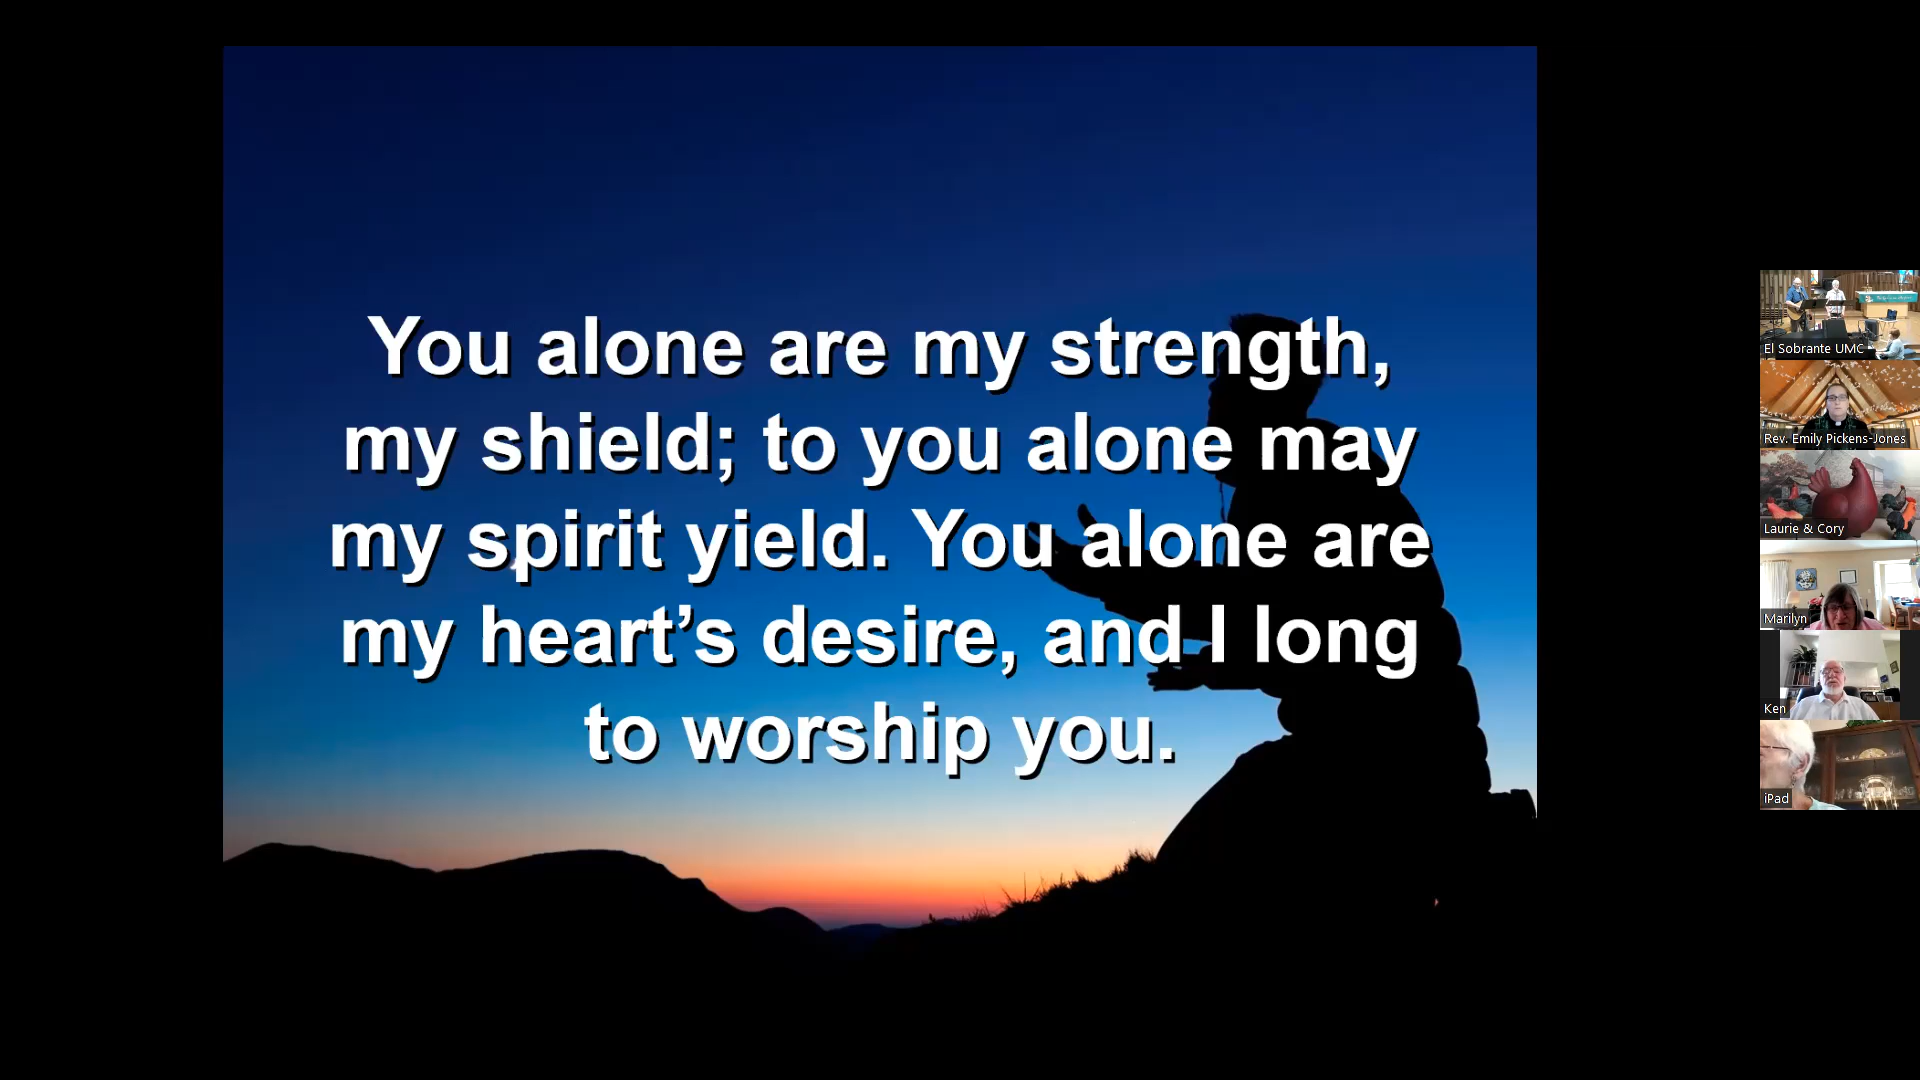 You alone are my strength,
my shield; to you alone may
my spirit yield. You alone are
my heart’s desire, and I long
to worship you.
El Sobrante UMC
Rev. Emily Pickens-Jones
Laurie & Cory
Marilyn
Ken
iPad